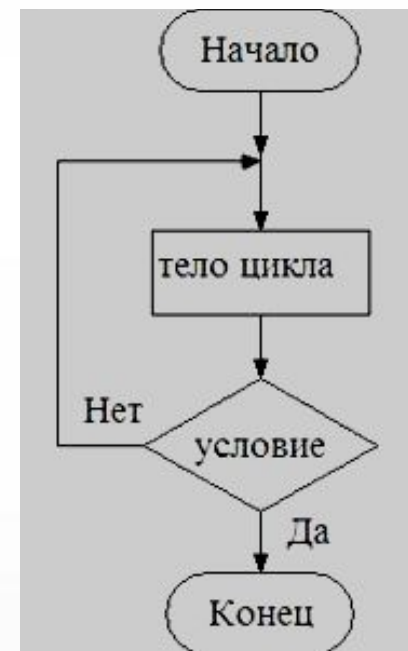 Начало
тело цикла
Нет
условие
Да
Конец